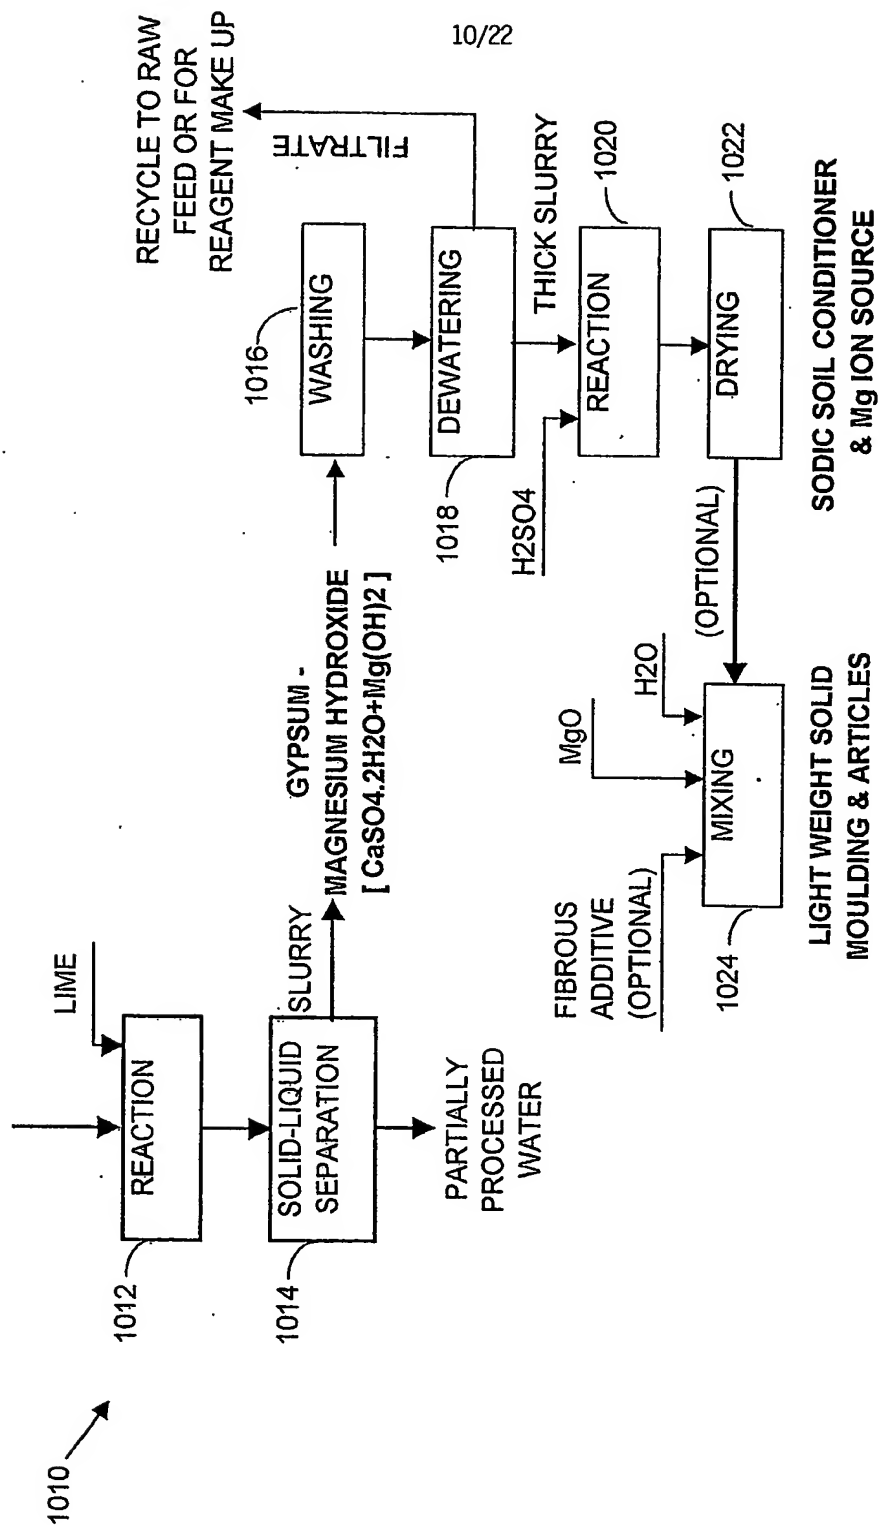 10/22
1010
1012
REACTION
LIME
1014
SOLID-LIQUID
SEPARATION
SLURRY
PARTIALLY
PROCESSED
WATER
GYPSUM -
MAGNESIUM HYDROXIDE
[ CaSO4.2H2O+Mg(OH)2 ]
1016
WASHING
RECYCLE TO RAW
FEED OR FOR
REAGENT MAKE UP
FILTRATE
1018
DEWATERING
THICK SLURRY
H2SO4
REACTION
1020
DRYING
1022
SODIC SOIL CONDITIONER
& Mg ION SOURCE
(OPTIONAL)
H2O
MgO
FIBROUS
ADDITIVE
(OPTIONAL)
MIXING
1024
LIGHT WEIGHT SOLID
MOULDING & ARTICLES